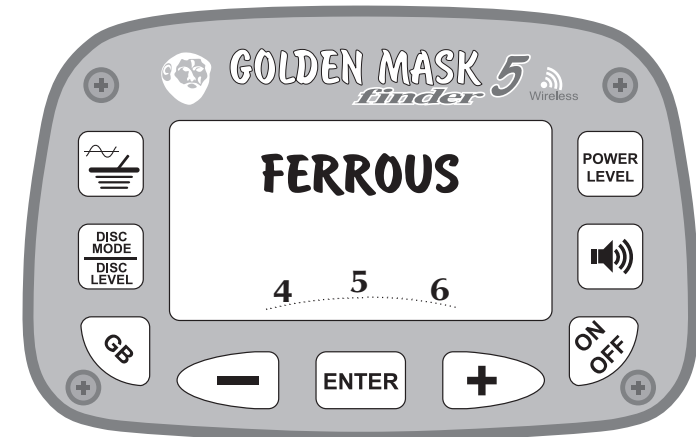 GOLDEN MASK 5
finder
Wireless
POWER
LEVEL
FERROUS
DISC
MODE
DISC
LEVEL
4 5 6
GB
ON
OFF
− ENTER +